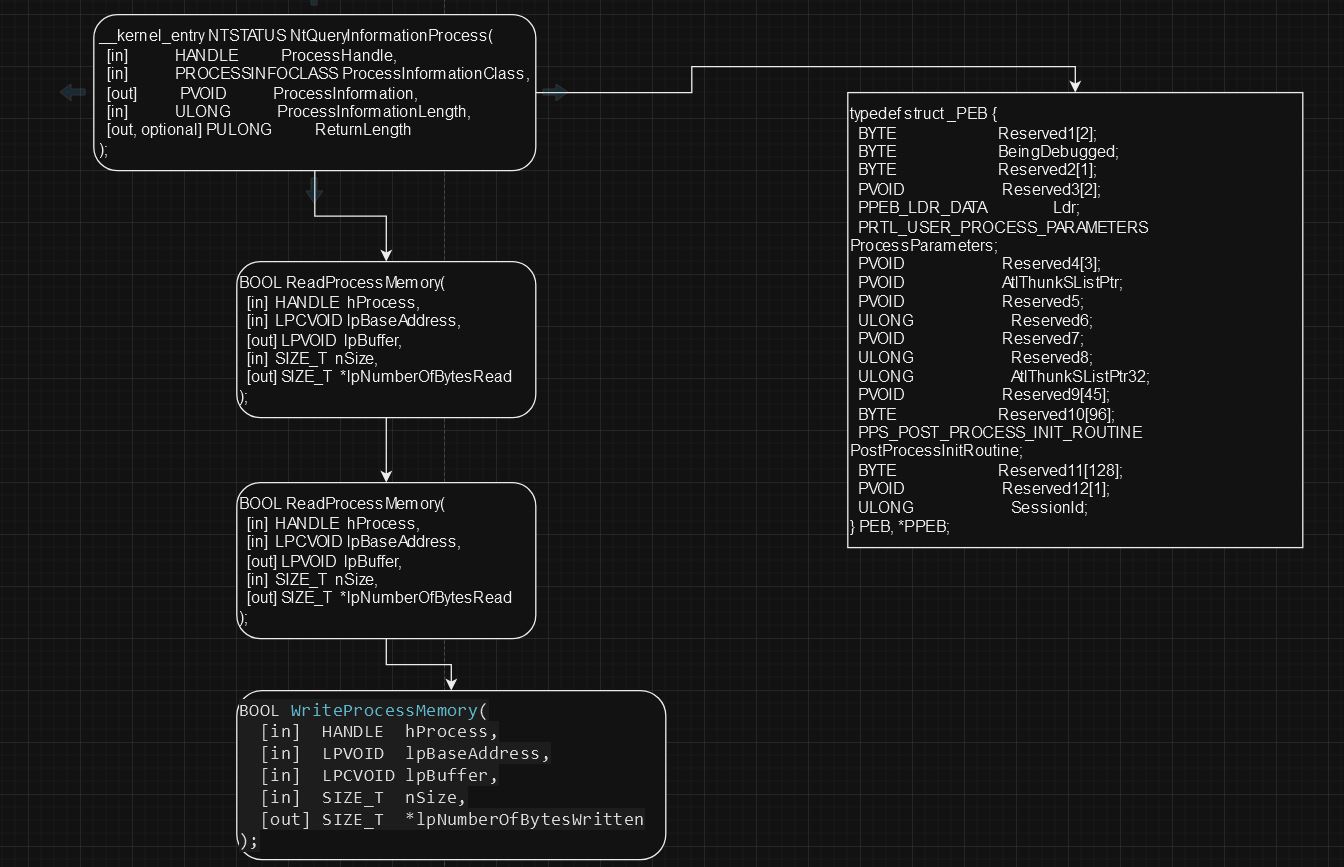 __kernel_entry NTSTATUS NtQueryInformationProcess(
[in] HANDLE ProcessHandle,
[in] PROCESSINFOCLASS ProcessInformationClass,
[out] PVOID ProcessInformation,
[in] ULONG ProcessInformationLength,
[out, optional] PULONG ReturnLength
);
typedef struct _PEB {
BYTE Reserved1[2];
BYTE BeingDebugged;
BYTE Reserved2[1];
PVOID Reserved3[2];
PPEB_LDR_DATA Ldr;
PRTL_USER_PROCESS_PARAMETERS
ProcessParameters;
PVOID Reserved4[3];
PVOID AtlThunkSListPtr;
PVOID Reserved5;
ULONG Reserved6;
PVOID Reserved7;
ULONG Reserved8;
ULONG AtlThunkSListPtr32;
PVOID Reserved9[45];
BYTE Reserved10[96];
PPS_POST_PROCESS_INIT_ROUTINE
PostProcessInitRoutine;
BYTE Reserved11[128];
PVOID Reserved12[1];
ULONG SessionId;
} PEB, *PPEB;
BOOL ReadProcessMemory(
[in] HANDLE hProcess,
[in] LPCVOID lpBaseAddress,
[out] LPVOID lpBuffer,
[in] SIZE_T nSize,
[out] SIZE_T *lpNumberOfBytesRead
);
BOOL ReadProcessMemory(
[in] HANDLE hProcess,
[in] LPCVOID lpBaseAddress,
[out] LPVOID lpBuffer,
[in] SIZE_T nSize,
[out] SIZE_T *lpNumberOfBytesRead
);
BOOL WriteProcessMemory(
[in] HANDLE hProcess,
[in] LPVOID lpBaseAddress,
[in] LPCVOID lpBuffer,
[in] SIZE_T nSize,
[out] SIZE_T *lpNumberOfBytesWritten
);